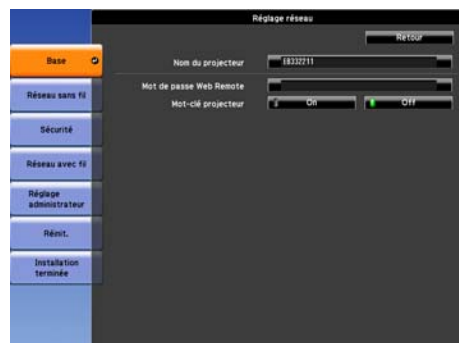 Réglage réseau
Retour
Base
Nom du projecteur EB332211
Mot de passe Web Remote
Réseau sans fil
Mot-clé projecteur On Off
Sécurité
Réseau avec fil
Réglage
administrateur
Réinit.
Installation
terminée